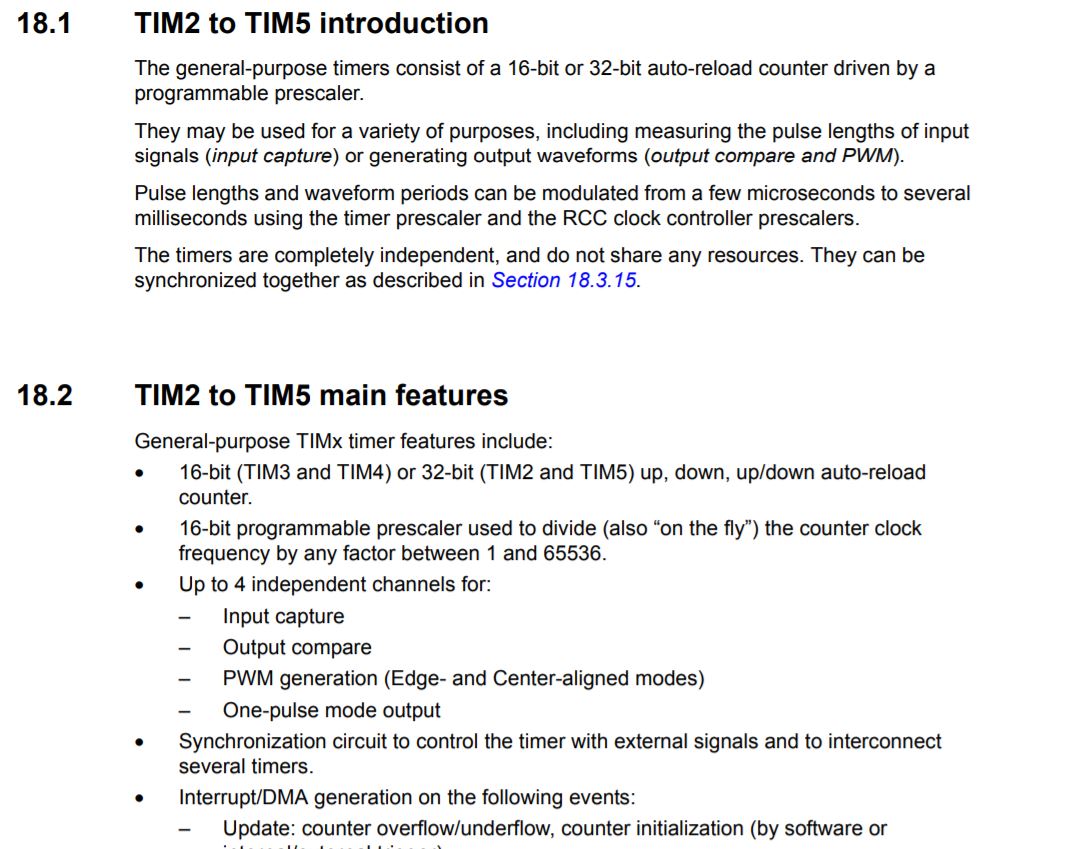 18.1 TIM2 to TIM5 introduction
The general-purpose timers consist of a 16-bit or 32-bit auto-reload counter driven by a
programmable prescaler.
They may be used for a variety of purposes, including measuring the pulse lengths of input
signals (input capture) or generating output waveforms (output compare and PWM).
Pulse lengths and waveform periods can be modulated from a few microseconds to several
milliseconds using the timer prescaler and the RCC clock controller prescalers.
The timers are completely independent, and do not share any resources. They can be
synchronized together as described in Section 18.3.15.
18.2 TIM2 to TIM5 main features
General-purpose TIMx timer features include:
• 16-bit (TIM3 and TIM4) or 32-bit (TIM2 and TIM5) up, down, up/down auto-reload
counter.
• 16-bit programmable prescaler used to divide (also “on the fly”) the counter clock
frequency by any factor between 1 and 65536.
• Up to 4 independent channels for:
– Input capture
– Output compare
– PWM generation (Edge- and Center-aligned modes)
– One-pulse mode output
• Synchronization circuit to control the timer with external signals and to interconnect
several timers.
• Interrupt/DMA generation on the following events:
– Update: counter overflow/underflow, counter initialization (by software or